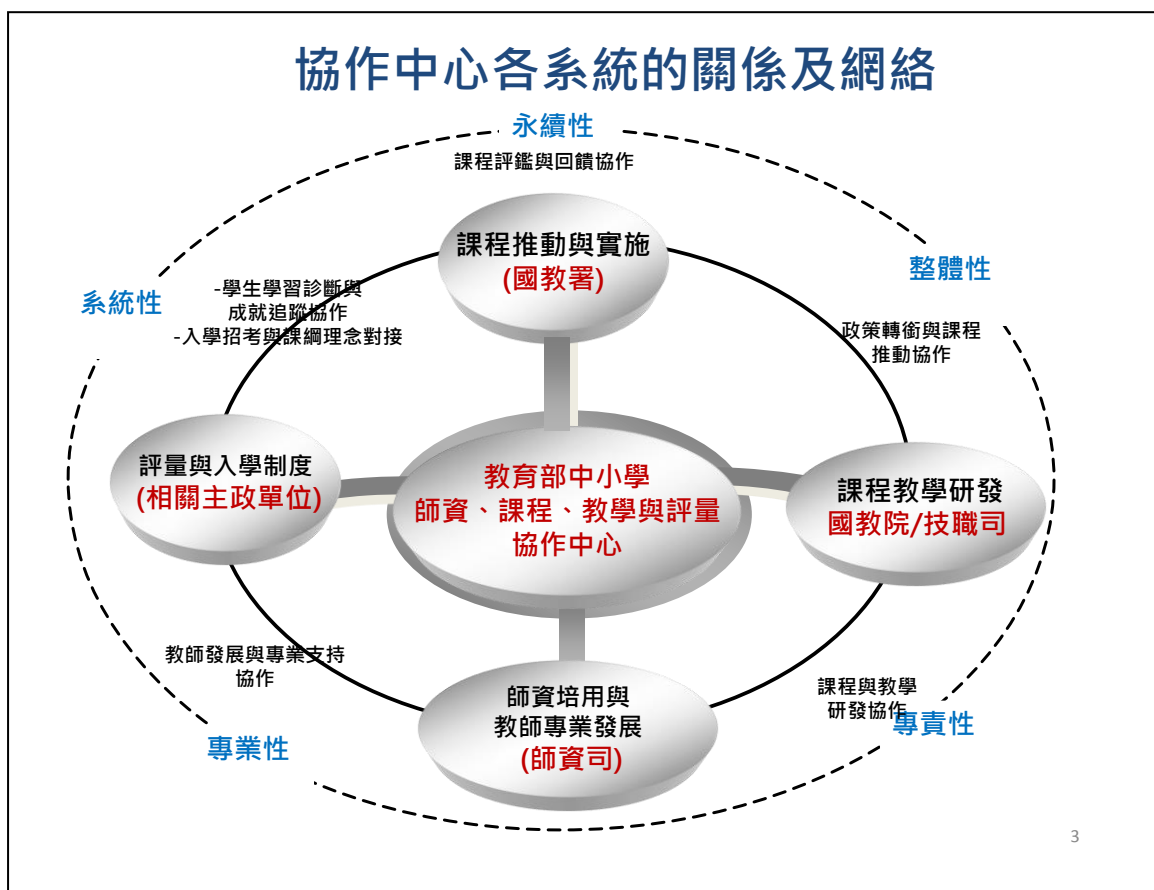 協作中心各系統的關係及網絡
永續性
課程評鑑與回饋協作
課程推動與實施
(國教署)
整體性
系統性
-學生學習診斷與
成就追蹤協作
-入學招考與課綱理念對接
政策轉銜與課程
推動協作
評量與入學制度
(相關主政單位)
教育部中小學
師資、課程、教學與評量
協作中心
課程教學研發
國教院/技職司
教師發展與專業支持
協作
師資培用與
教師專業發展
(師資司)
課程與教學
研發協作
專責性
專業性
3